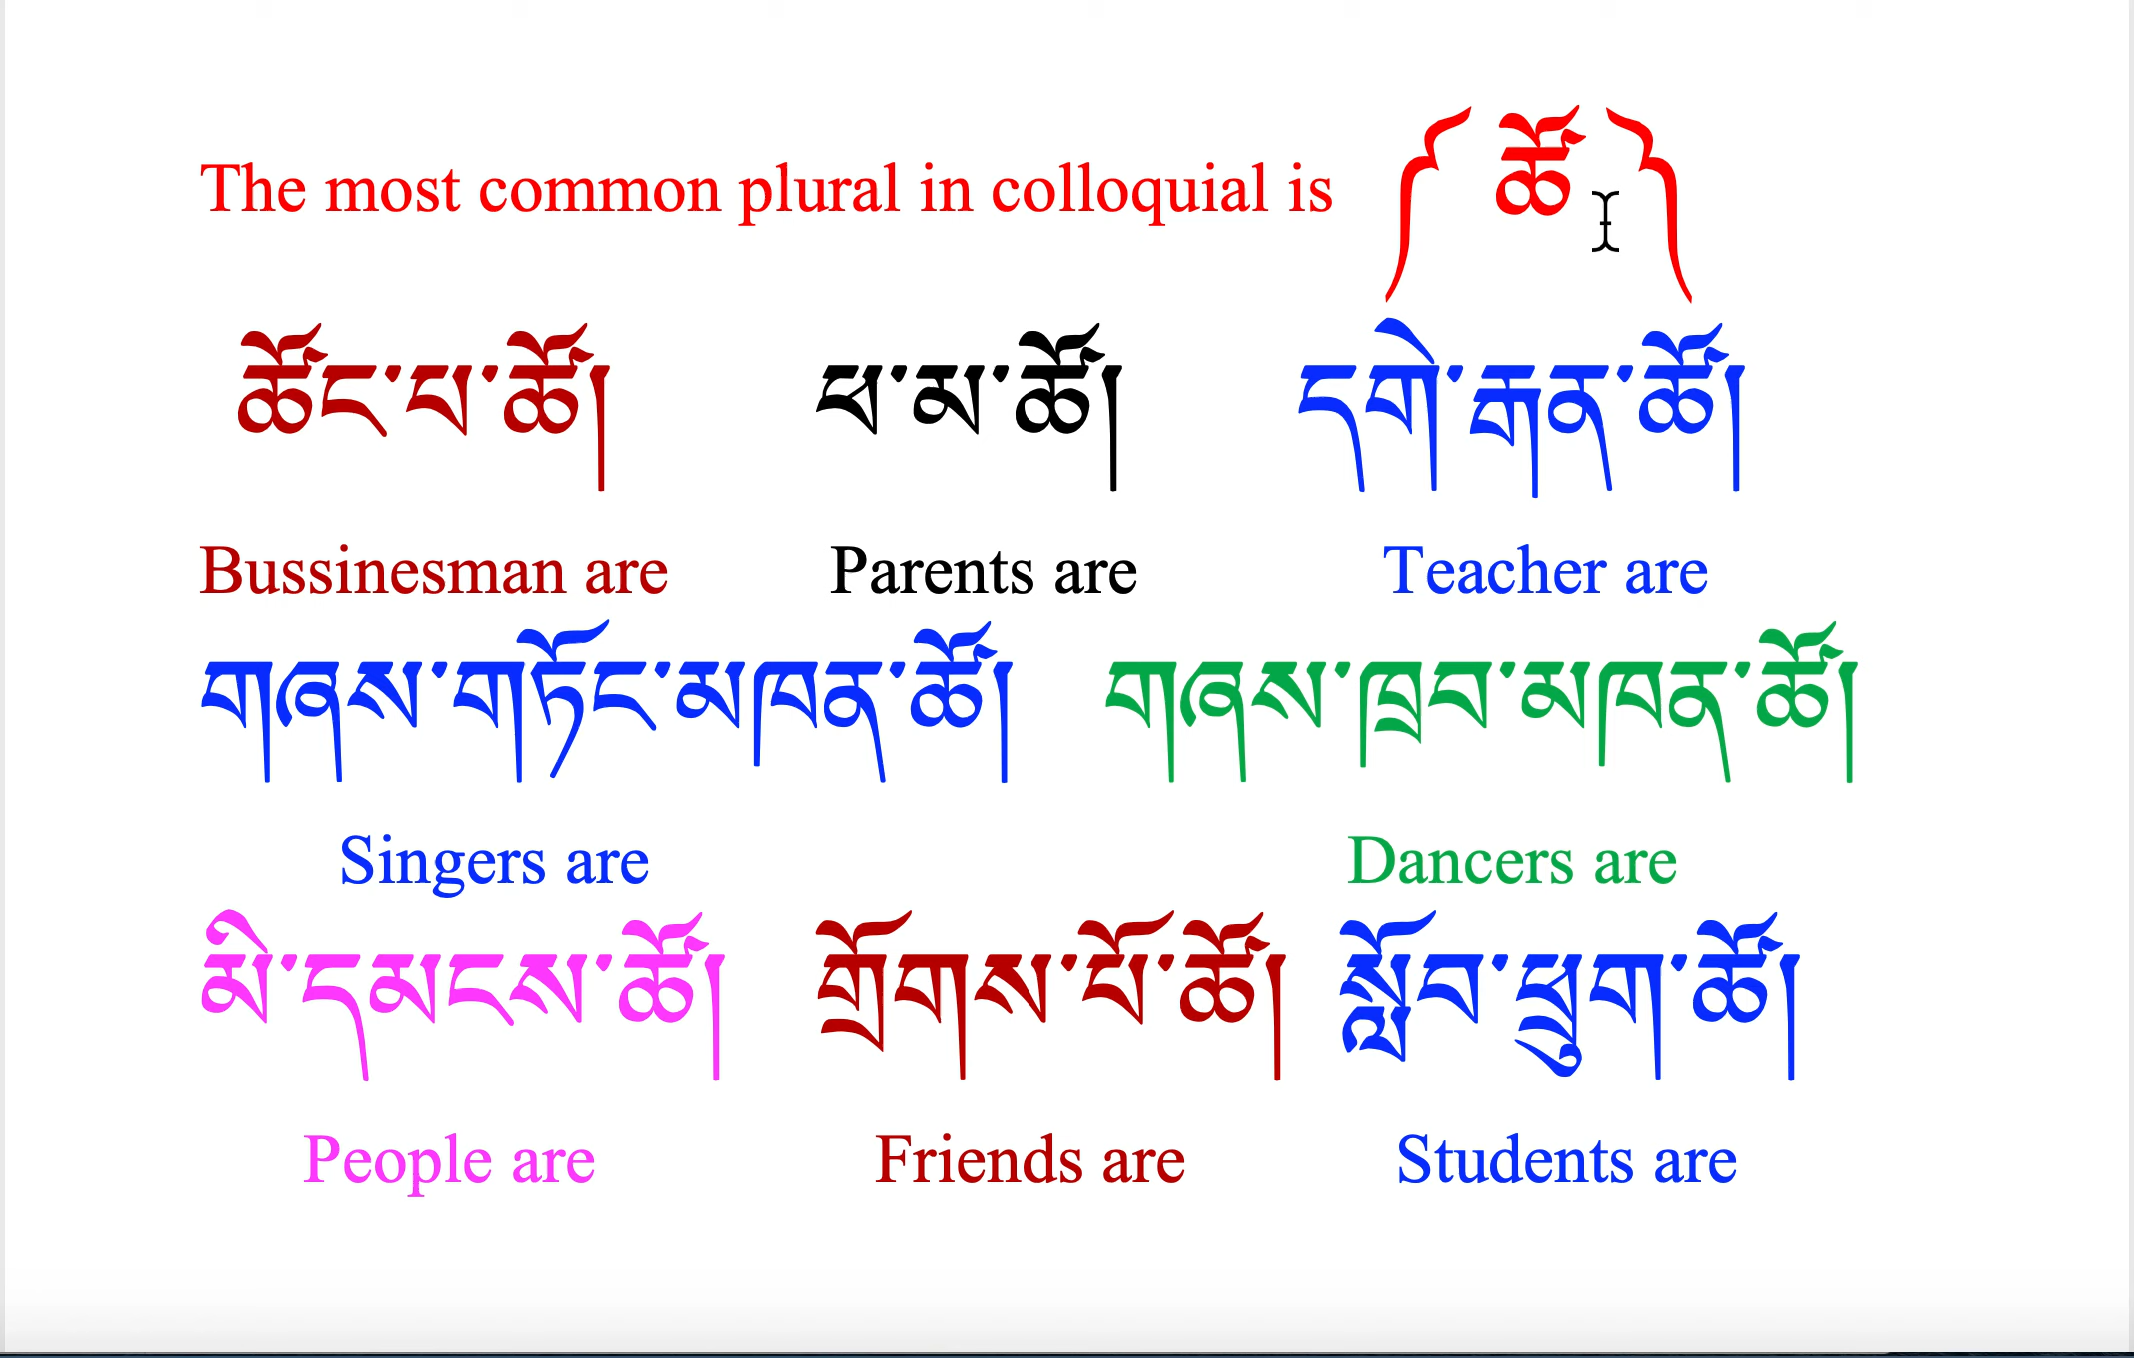 The most common plural in colloquial is ༼ ཚོ ༽
ཚོང་པ་ཚོ། ཕ་མ་ཚོ། དགེ་རྒན་ཚོ།
Bussinesman are Parents are Teacher are
གཞས་གཏོང་མཁན་ཚོ། གཞས་ཁྲབ་མཁན་ཚོ།
Singers are Dancers are
མི་དམངས་ཚོ། གྲོགས་པོ་ཚོ། སློབ་ཕྲུག་ཚོ།
People are Friends are Students are